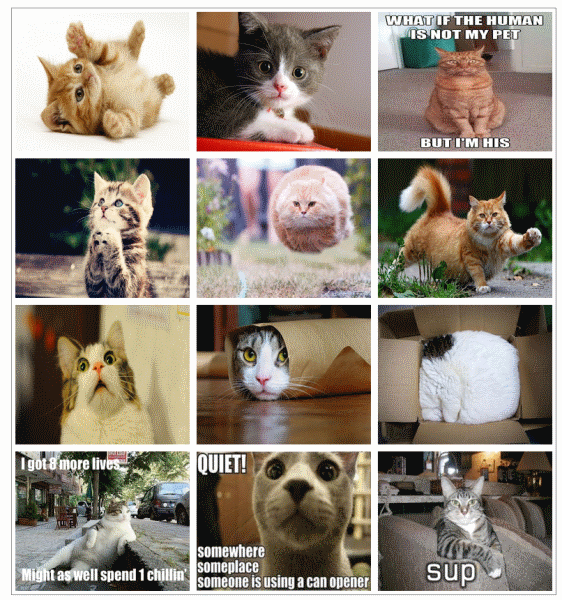 WHAT IF THE HUMAN
IS NOT MY PET
BUT I'M HIS
I got 8 more lives...
Might as well spend 1 chillin'
QUIET!
somewhere
someplace
someone is using a can opener
sup